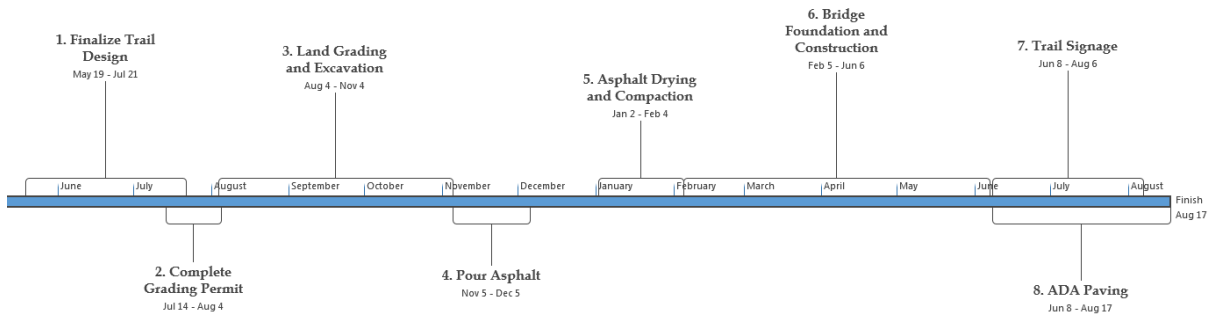 1. Finalize Trail
Design
May 19 - Jul 21
3. Land Grading
and Excavation
Aug 4 - Nov 4
5. Asphalt Drying
and Compaction
Jan 2 - Feb 4
6. Bridge
Foundation and
Construction
Feb 5 - Jun 6
7. Trail Signage
Jun 8 - Aug 6
June July August September October November December January February March April May June July August
Finish
Aug 17
2. Complete
Grading Permit
Jul 14 - Aug 4
4. Pour Asphalt
Nov 5 - Dec 5
8. ADA Paving
Jun 8 - Aug 17